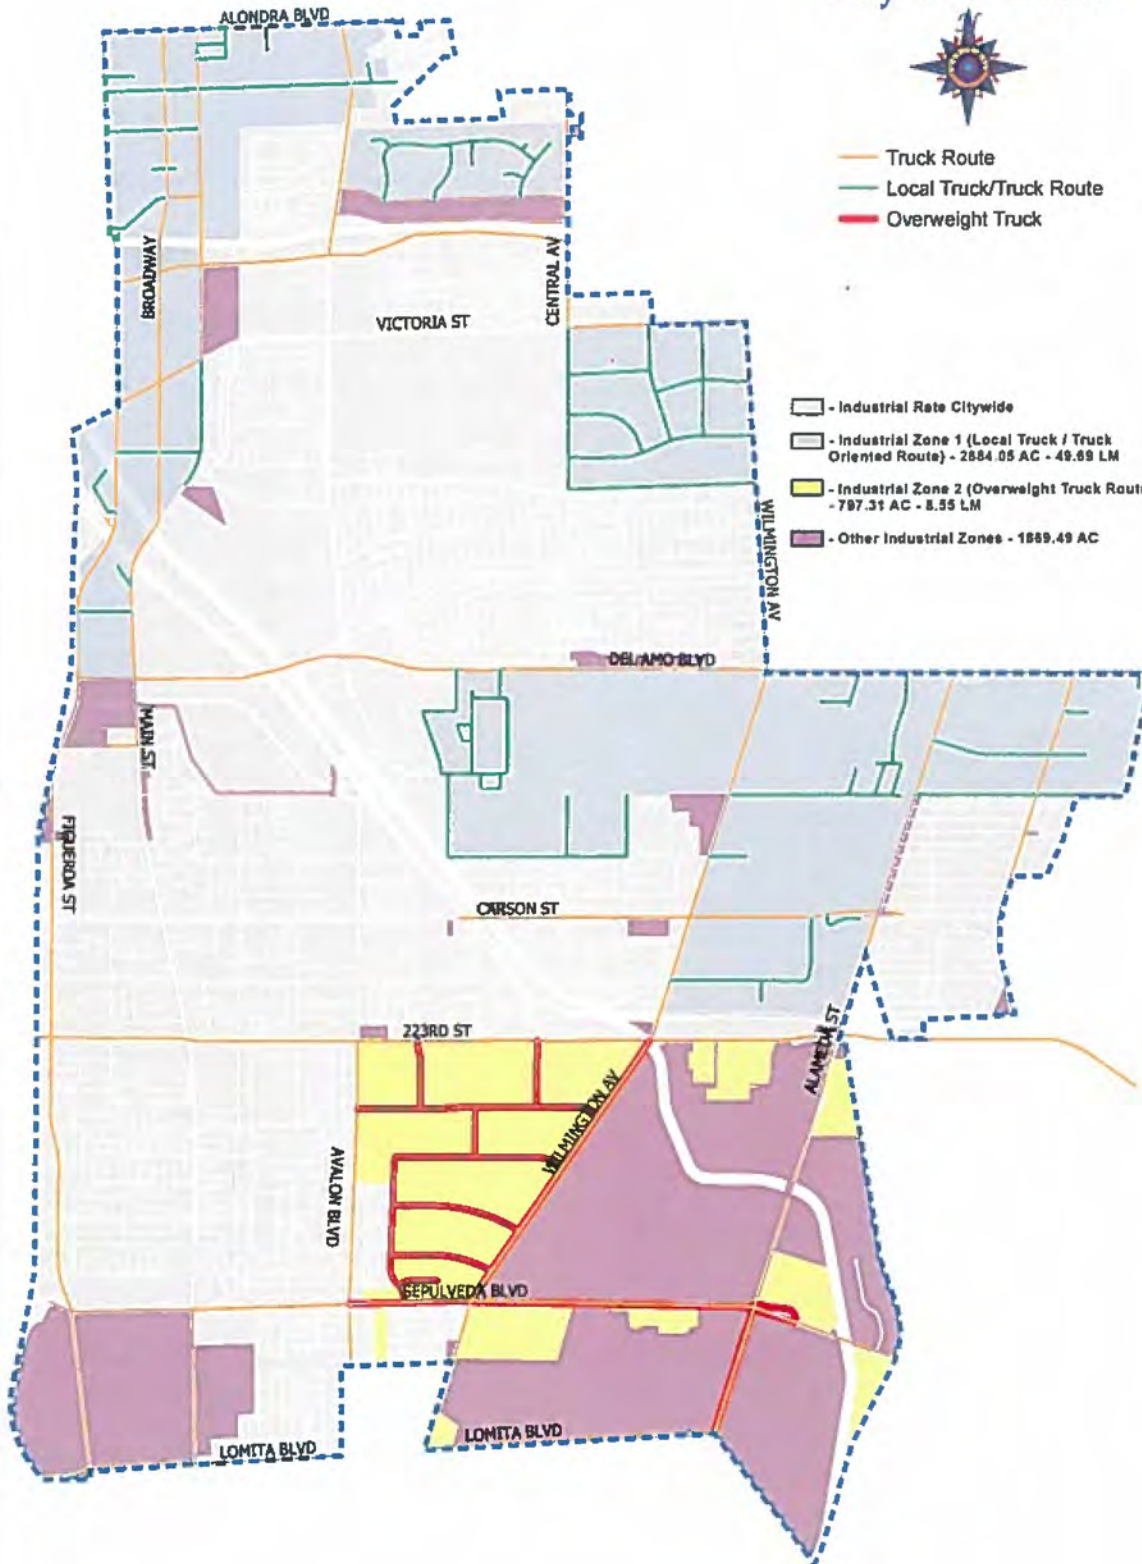 ALONDRA BLVD
Truck Route
Local Truck/Truck Route
Overweight Truck
BROADWAY
CENTRAL AV
VICTORIA ST
- Industrial Rate Citywide
- Industrial Zone 1 (Local Truck / Truck
Oriented Route) - 2884.05 AC - 49.69 LM
- Industrial Zone 2 (Overweight Truck Route
- 797.31 AC - 8.55 LM
- Other Industrial Zones - 1869.49 AC
WILMINGTON AV
DEL AMO BLVD
MAIN ST.
FIGUEROA ST
CARSON ST
223RD ST
ALAMEDA ST
WILMINGTON AV
AVALON BLVD
SEPULVEDA BLVD
LOMITA BLVD
LOMITA BLVD